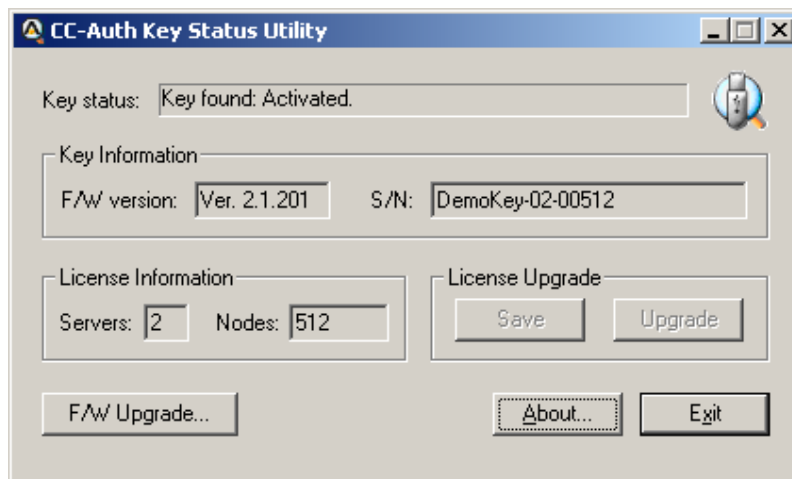 CC-Auth Key Status Utility
Key status: Key found: Activated.
Key Information
F/W version: Ver. 2.1.201 S/N: DemoKey-02-00512
License Information License Upgrade
Servers: 2 Nodes: 512 Save Upgrade
F/W Upgrade... About... Exit